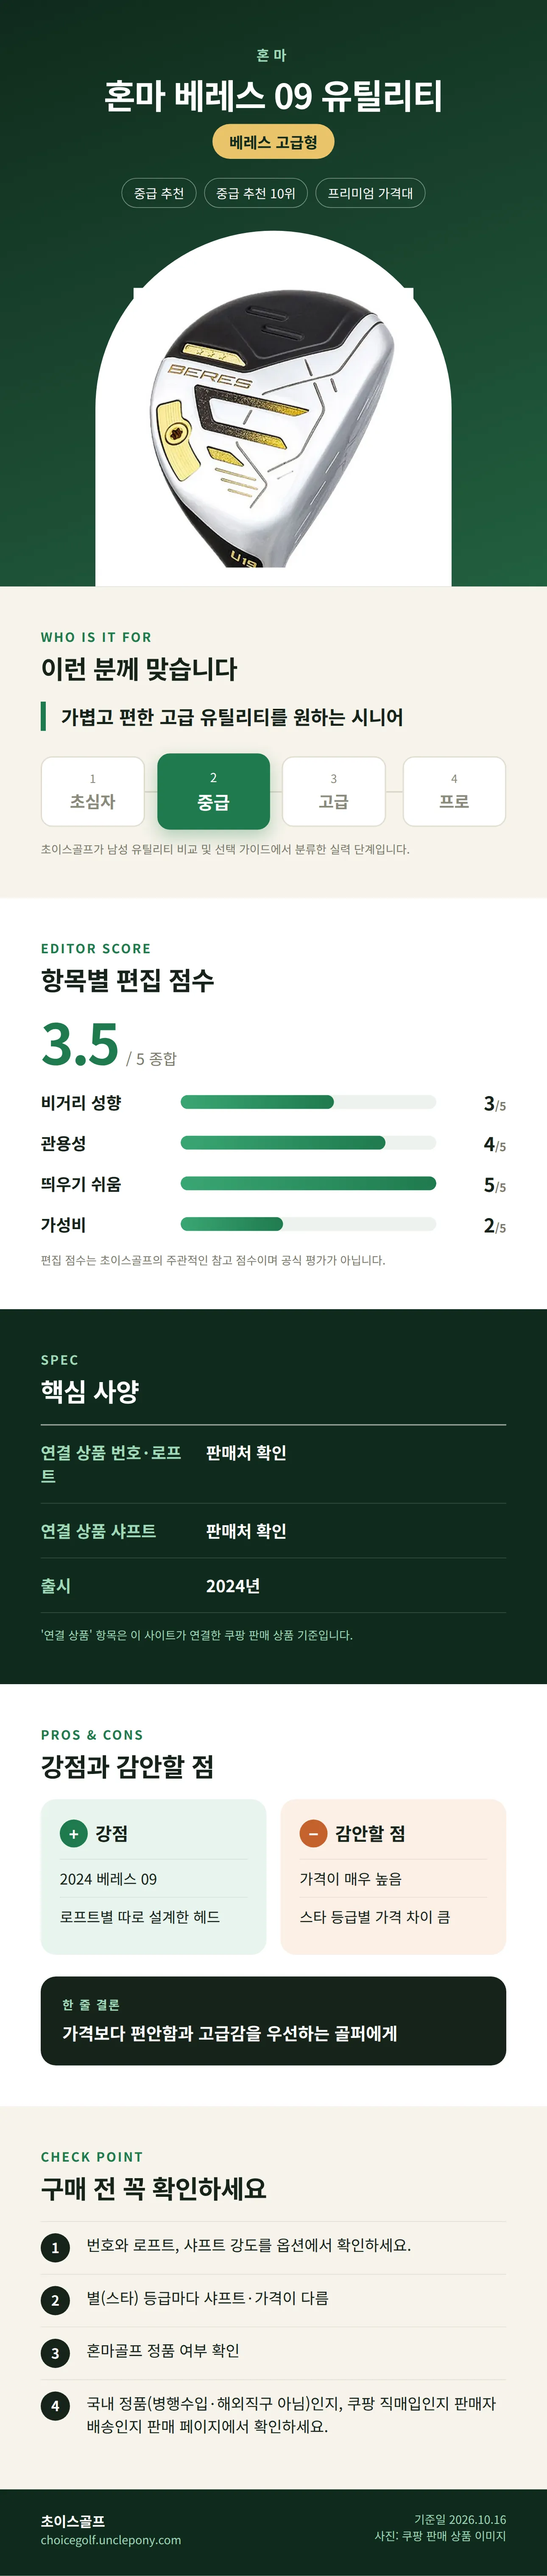 혼마
혼마 베레스 09 유틸리티
베레스 고급형
중급 추천
중급 추천 10위
프리미엄 가격대
BERES
U19
WHO IS IT FOR
이런 분께 맞습니다
가볍고 편한 고급 유틸리티를 원하는 시니어
1
초심자
2
중급
3
고급
4
프로
초이스골프가 남성 유틸리티 비교 및 선택 가이드에서 분류한 실력 단계입니다.
EDITOR SCORE
항목별 편집 점수
3.5 / 5 종합
비거리 성향 3/5
관용성 4/5
띄우기 쉬움 5/5
가성비 2/5
편집 점수는 초이스골프의 주관적인 참고 점수이며 공식 평가가 아닙니다.
SPEC
핵심 사양
연결 상품 번호·로프
트
판매처 확인
연결 상품 샤프트 판매처 확인
출시 2024년
'연결 상품' 항목은 이 사이트가 연결한 쿠팡 판매 상품 기준입니다.
PROS & CONS
강점과 감안할 점
+ 강점
2024 베레스 09
로프트별 따로 설계한 헤드
− 감안할 점
가격이 매우 높음
스타 등급별 가격 차이 큼
한 줄 결론
가격보다 편안함과 고급감을 우선하는 골퍼에게
CHECK POINT
구매 전 꼭 확인하세요
1 번호와 로프트, 샤프트 강도를 옵션에서 확인하세요.
2 별(스타) 등급마다 샤프트·가격이 다름
3 혼마골프 정품 여부 확인
4 국내 정품(병행수입·해외직구 아님)인지, 쿠팡 직매입인지 판매자
배송인지 판매 페이지에서 확인하세요.
초이스골프
choicegolf.unclepony.com
기준일 2026.10.16
사진: 쿠팡 판매 상품 이미지